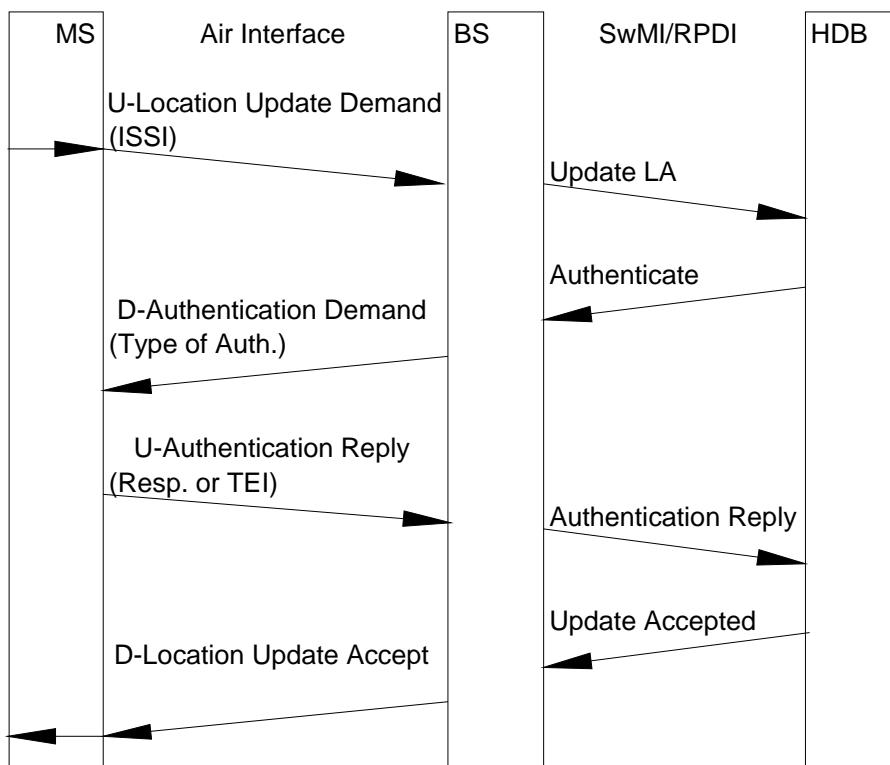 MS
Air Interface
BS
SwMI/RPDI
HDB
U-Location Update Demand
(ISSI)
Update LA
Authenticate
D-Authentication Demand
(Type of Auth.)
U-Authentication Reply
(Resp. or TEI)
Authentication Reply
Update Accepted
D-Location Update Accept